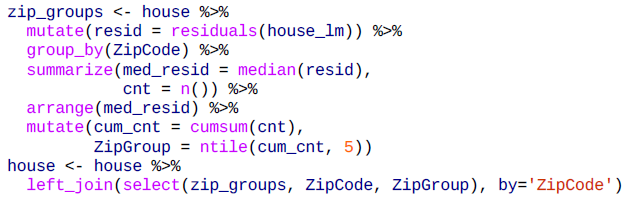 zip_groups <- house %>%
  mutate(resid = residuals(house_lm)) %>%
  group_by(ZipCode) %>%
  summarize(med_resid = median(resid),
            cnt = n()) %>%
  arrange(med_resid) %>%
  mutate(cum_cnt = cumsum(cnt),
         ZipGroup = ntile(cum_cnt, 5))
house <- house %>%
  left_join(select(zip_groups, ZipCode, ZipGroup), by='ZipCode')